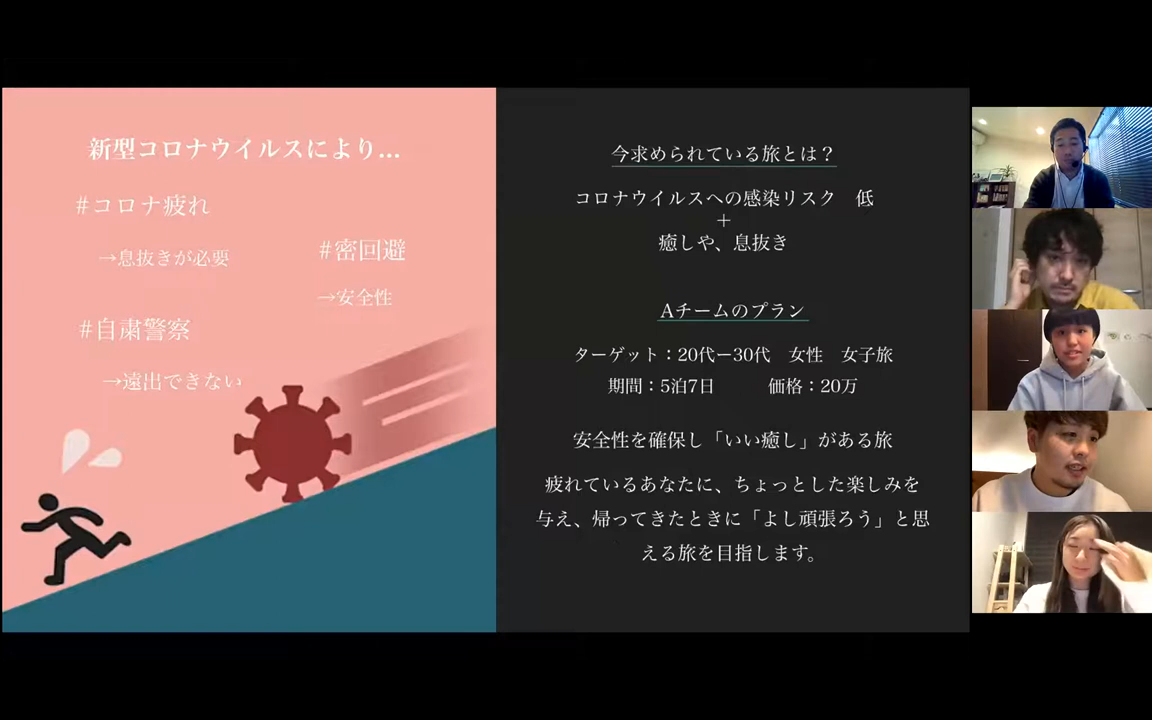 新型コロナウイルスにより...
#コロナ疲れ
→息抜きが必要
#密回避
→安全性
#自粛警察
→遠出できない
今求められている旅とは？
コロナウイルスへの感染リスク　低
＋
癒しや、息抜き
Aチームのプラン
ターゲット：20代ー30代　女性　女子旅
期間：5泊7日　　　価格：20万
安全性を確保し「いい癒し」がある旅
疲れているあなたに、ちょっとした楽しみを
与え、帰ってきたときに「よし頑張ろう」と思
える旅を目指します。